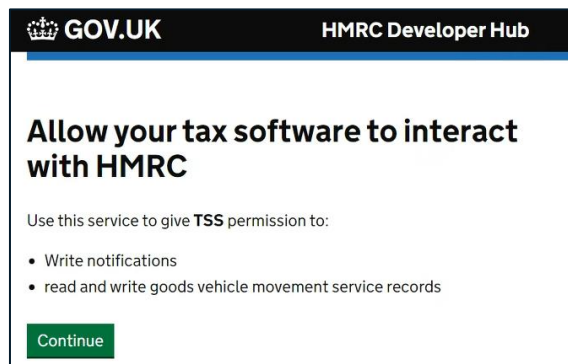 GOV.UK HMRC Developer Hub
Allow your tax software to interact
with HMRC
Use this service to give TSS permission to:
• Write notifications
• read and write goods vehicle movement service records
Continue